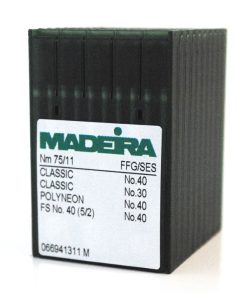 MADEIRA
Nm 75/11 FFG/SES
CLASSIC No.40
CLASSIC No.30
POLYNEON No.40
FS No. 40 (5/2) No.40
066941311 M